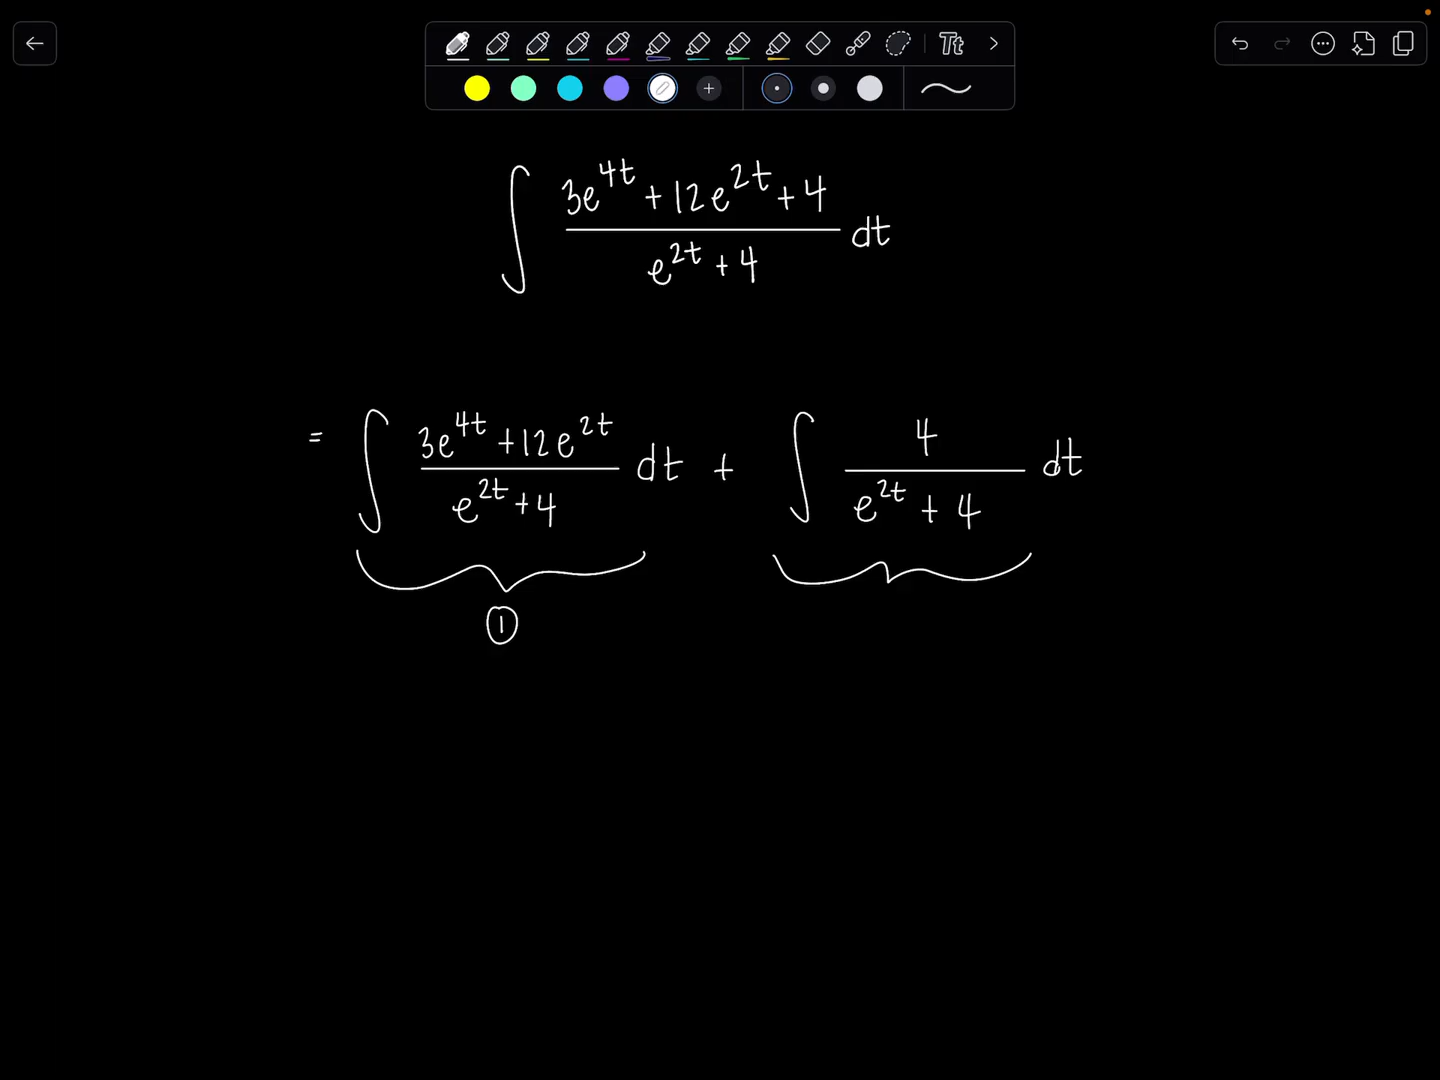 Tt
∫ (3e^{4t} + 12e^{2t} + 4)/(e^{2t} + 4) dt
= ∫ (3e^{4t} + 12e^{2t})/(e^{2t} + 4) dt + ∫ 4/(e^{2t} + 4) dt
①